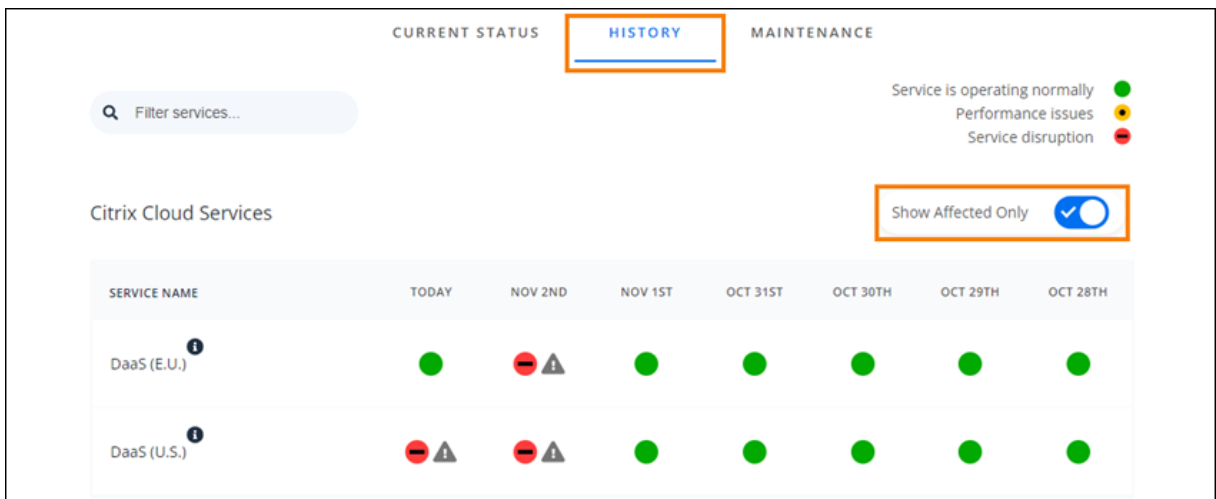 CURRENT STATUS HISTORY MAINTENANCE
Filter services...
Service is operating normally
Performance issues
Service disruption
Citrix Cloud Services
Show Affected Only
SERVICE NAME TODAY NOV 2ND NOV 1ST OCT 31ST OCT 30TH OCT 29TH OCT 28TH
DaaS (E.U.)
DaaS (U.S.)